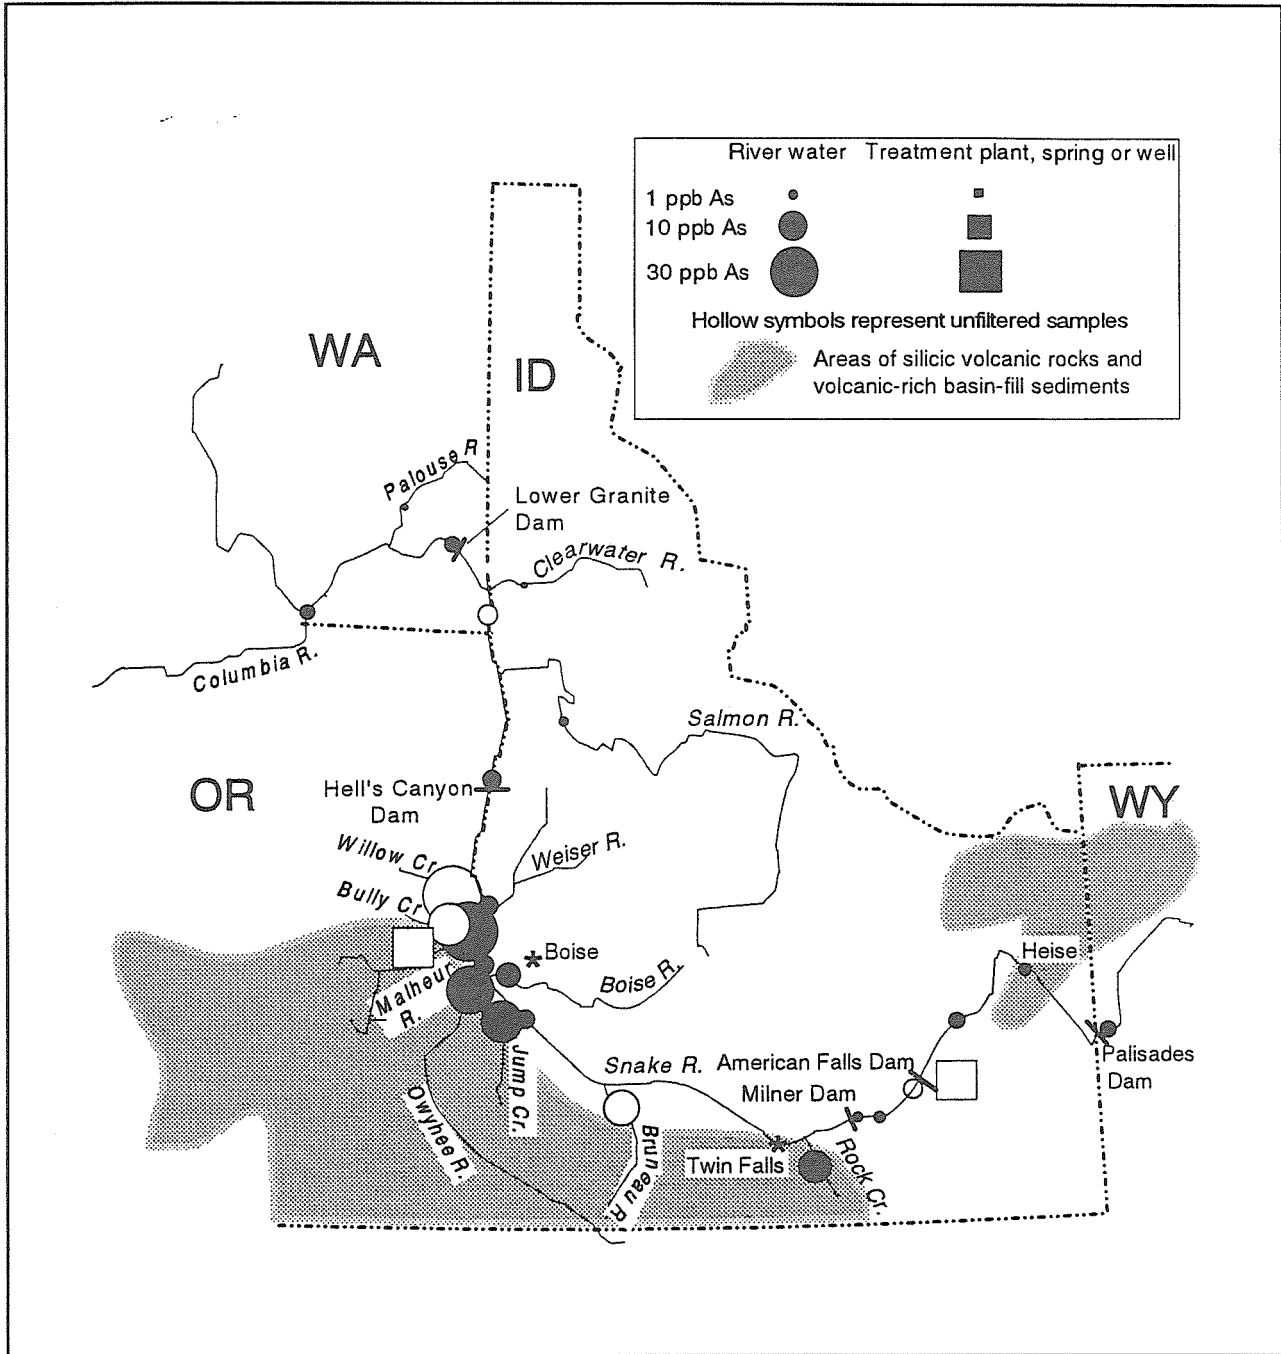 River water Treatment plant, spring or well
1 ppb As
10 ppb As
30 ppb As
Hollow symbols represent unfiltered samples
Areas of silicic volcanic rocks and
volcanic-rich basin-fill sediments
WA
ID
Palouse R
Lower Granite
Dam
Clearwater R.
Columbia R.
Salmon R.
OR
Hell's Canyon
Dam
WY
Willow Cr
Weiser R.
Bully Cr
Boise
Heise
Malheur
R.
Boise R.
Snake R.
American Falls Dam
Milner Dam
Palisades
Dam
Jump Cr.
Owyhee R.
Bruneau R.
Twin Falls
Rock Cr.